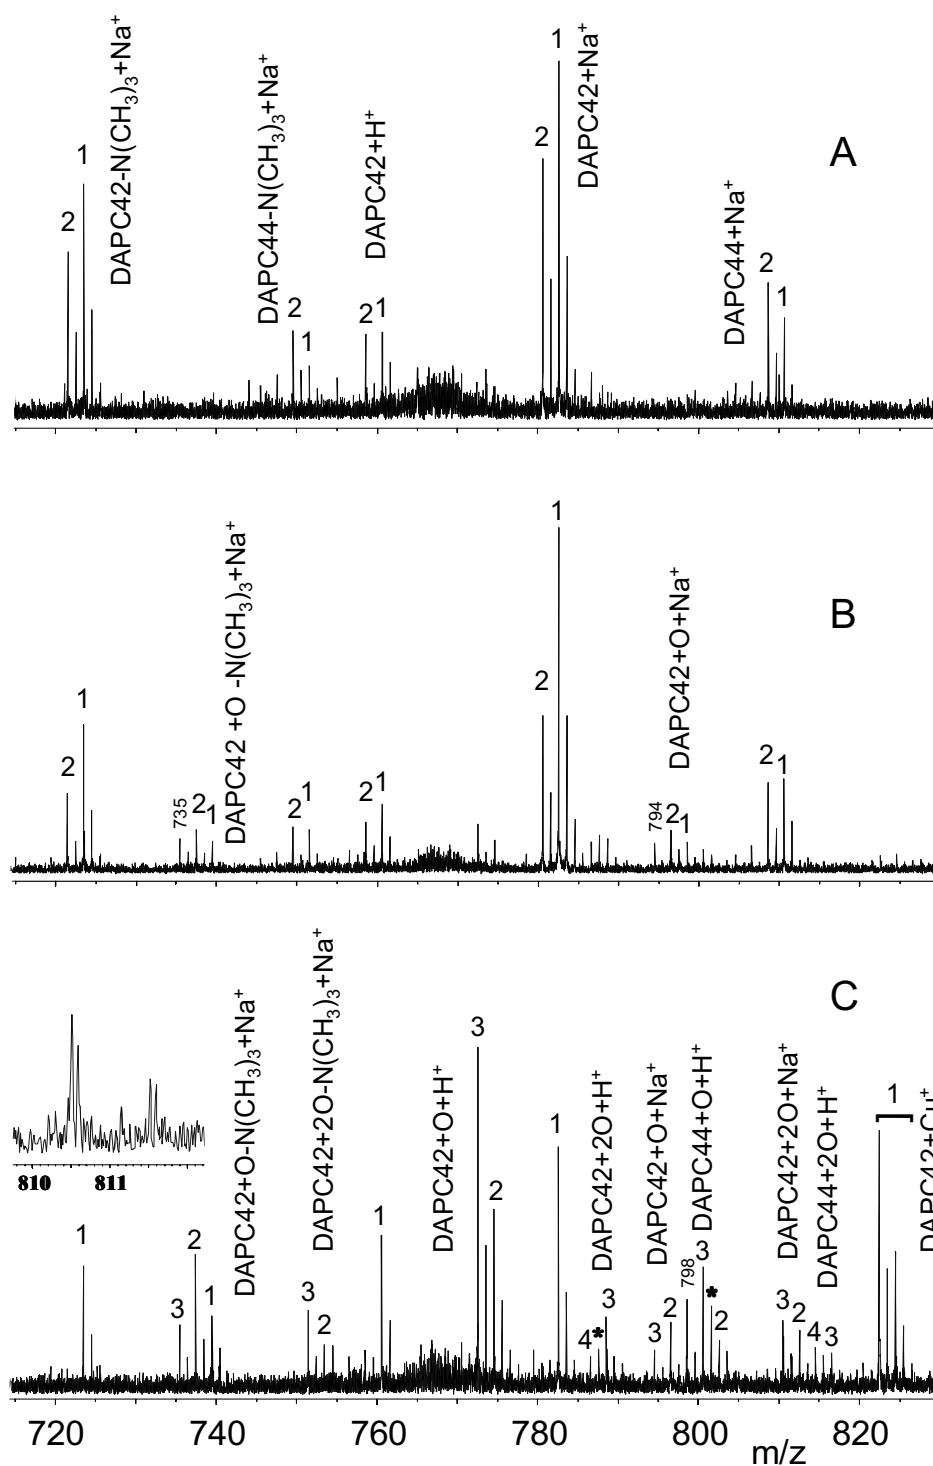 DAPC42-N(CH₃)₃+Na⁺
DAPC44-N(CH₃)₃+Na⁺
DAPC42+H⁺
DAPC42+Na⁺
DAPC44+Na⁺
A
2
1
2
1
2
1
2
1
2
1
720
740
760
780
800
820
DAPC42 +O -N(CH₃)₃+Na⁺
DAPC42+O+Na⁺
B
2
1
735
2
1
2
1
2
1
2
1
794
2
1
2
1
DAPC42+O-N(CH₃)₃+Na⁺
DAPC42+2O-N(CH₃)₃+Na⁺
DAPC42+O+H⁺
DAPC42+2O+H⁺
DAPC42+O+Na⁺
DAPC44+O+H⁺
DAPC42+2O+Na⁺
DAPC44+2O+H⁺
DAPC42+Cu⁺
C
810
811
1
3
2
1
3
2
1
3
2
1
4
*
3
3
2
798
3
*
2
3
2
4
3
1
m/z